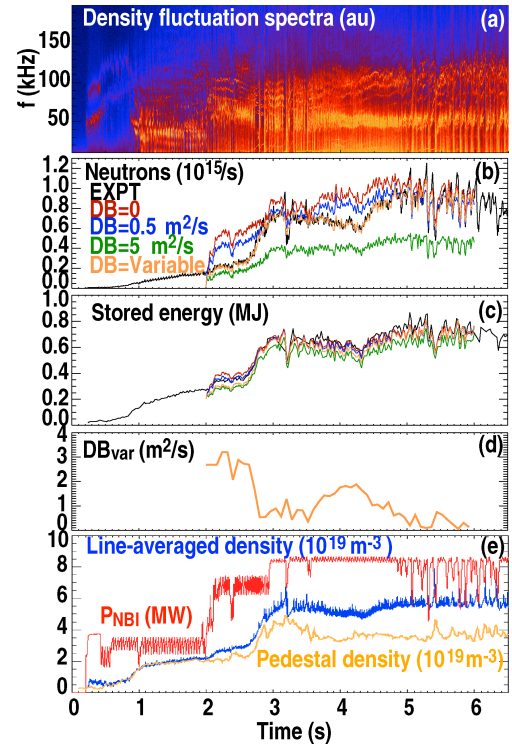 Density fluctuation spectra (au)
(a)
f (kHz)
150
100
50
Neutrons (10^15/s)
(b)
EXPT
DB=0
DB=0.5 m²/s
DB=5 m²/s
DB=Variable
1.2
1.0
0.8
0.6
0.4
0.2
0.0
Stored energy (MJ)
(c)
1.0
0.8
0.6
0.4
0.2
0.0
DBvar (m²/s)
(d)
4
3
2
1
0
Line-averaged density (10^19 m-3)
(e)
PNBI (MW)
Pedestal density (10^19 m-3)
10
8
6
4
2
0
0 1 2 3 4 5 6
Time (s)